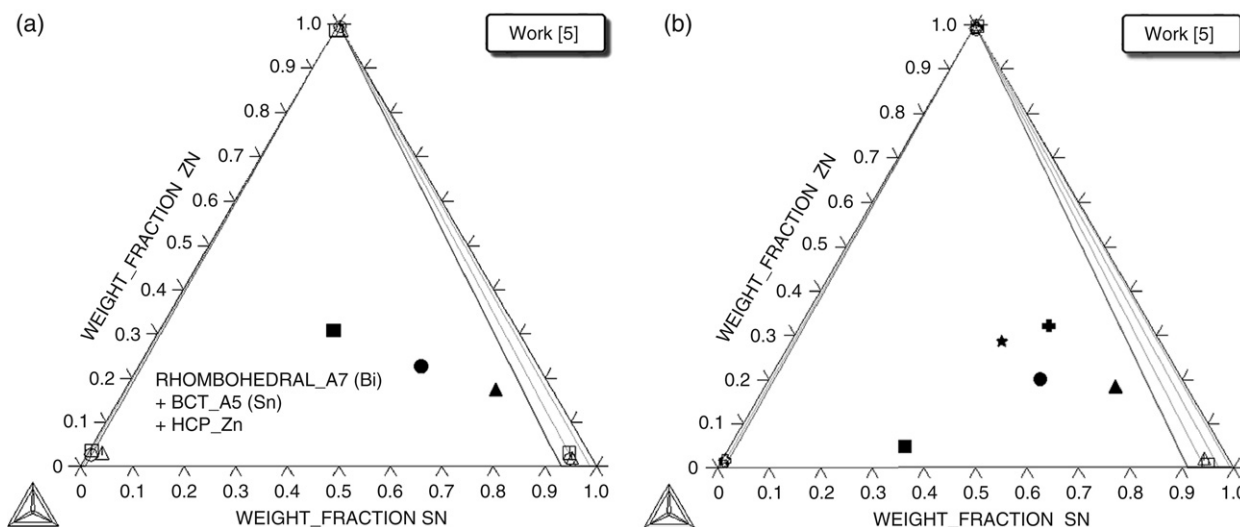 (a)
Work [5]
1.0
0.9
0.8
0.7
0.6
0.5
0.4
0.3
0.2
0.1
0
WEIGHT_FRACTION ZN
RHOMBOHEDRAL_A7 (Bi)
+ BCT_A5 (Sn)
+ HCP_Zn
0 0.1 0.2 0.3 0.4 0.5 0.6 0.7 0.8 0.9 1.0
WEIGHT_FRACTION SN
(b)
Work [5]
1.0
0.9
0.8
0.7
0.6
0.5
0.4
0.3
0.2
0.1
0
WEIGHT_FRACTION ZN
0 0.1 0.2 0.3 0.4 0.5 0.6 0.7 0.8 0.9 1.0
WEIGHT_FRACTION SN